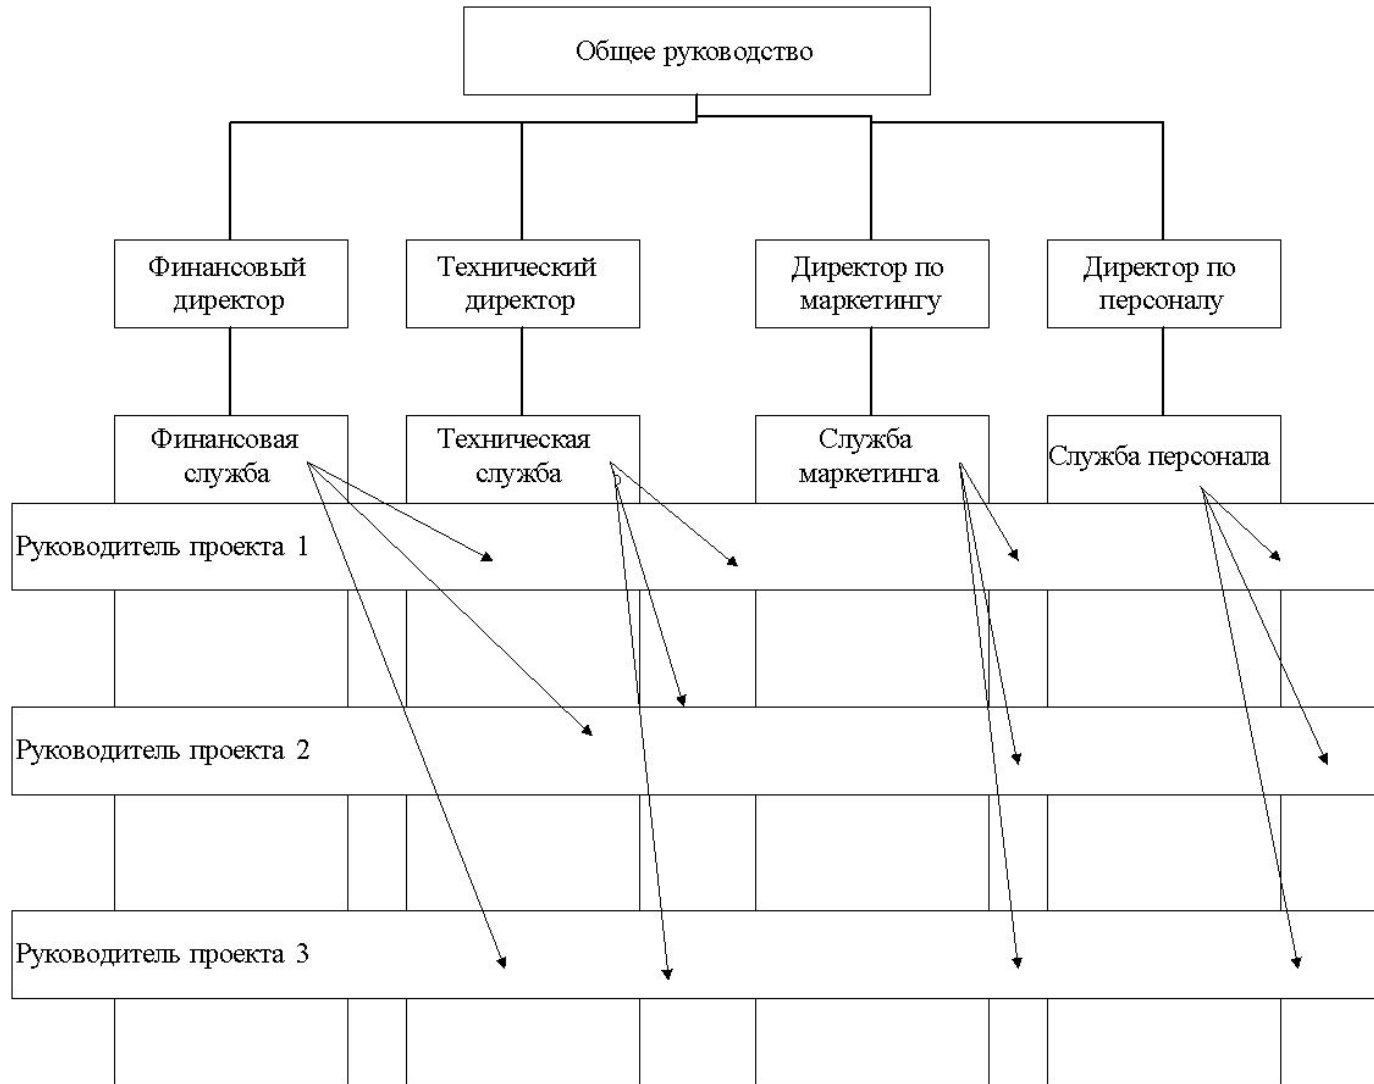 Общее руководство
Финансовый
директор
Технический
директор
Директор по
маркетингу
Директор по
персоналу
Финансовая
служба
Техническая
служба
Служба
маркетинга
Служба персонала
Руководитель проекта 1
Руководитель проекта 2
Руководитель проекта 3